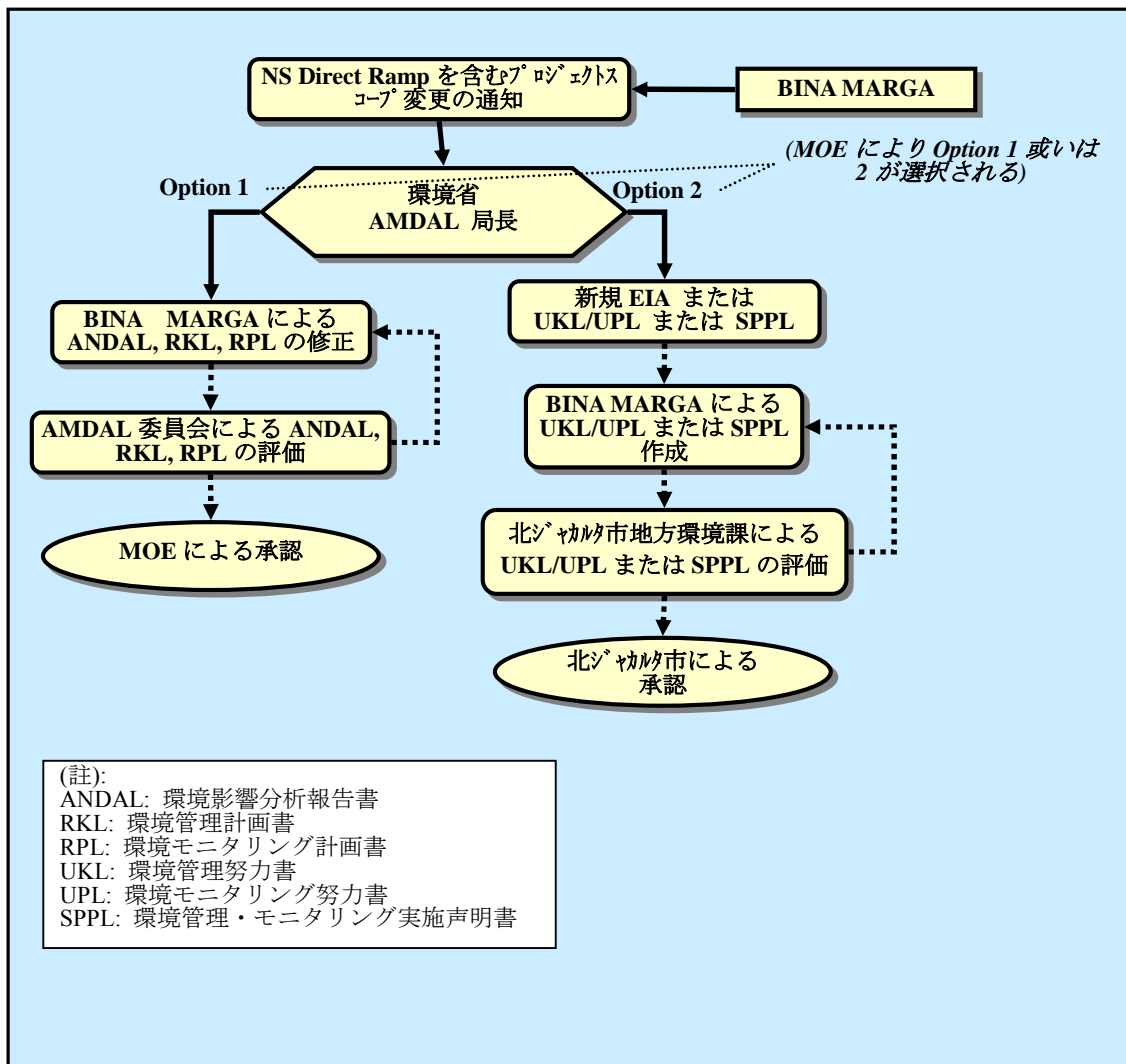 NS Direct Ramp を含むﾌﾟﾛｼﾞｪｸﾄｽ
ｺｰﾌﾟ変更の通知
BINA MARGA
(MOE により Option 1 或いは
2 が選択される)
Option 1
Option 2
環境省
AMDAL 局長
BINA　MARGA による
ANDAL, RKL, RPL の修正
AMDAL 委員会による ANDAL,
RKL, RPL の評価
MOE による承認
新規 EIA または
UKL/UPL または SPPL
BINA MARGA による
UKL/UPL または SPPL
作成
北ｼﾞｬｶﾙﾀ市地方環境課による
UKL/UPL または SPPL の評価
北ｼﾞｬｶﾙﾀ市による
承認
(註):
ANDAL: 環境影響分析報告書
RKL: 環境管理計画書
RPL: 環境モニタリング計画書
UKL: 環境管理努力書
UPL: 環境モニタリング努力書
SPPL: 環境管理・モニタリング実施声明書